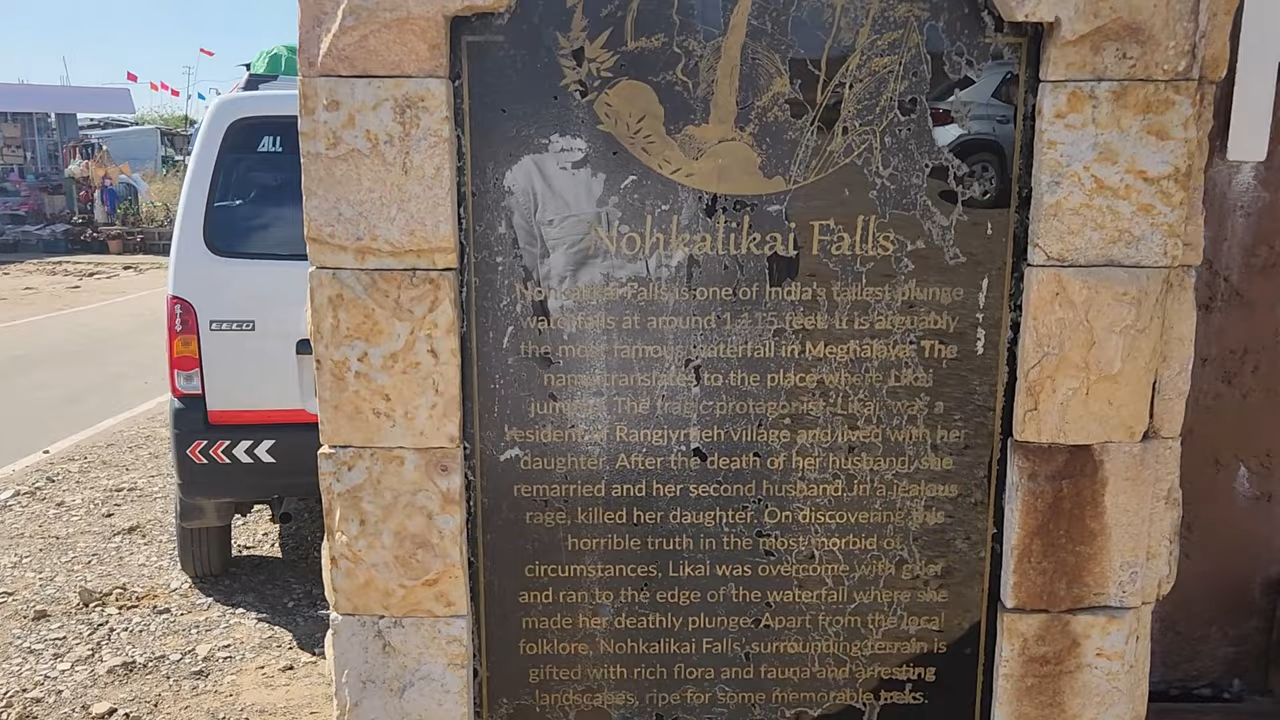 ALL
EECO
Nohkalikai Falls
Nohkalikai Falls is one of India's tallest plunge
waterfalls at around 1,115 feet. It is arguably
the most famous waterfall in Meghalaya. The
name translates to the place where Likai
jumped. The tragic protagonist, Likai, was a
resident of Rangjyrteh village and lived with her
daughter. After the death of her husband, she
remarried and her second husband, in a jealous
rage, killed her daughter. On discovering this
horrible truth in the most morbid of
circumstances, Likai was overcome with grief
and ran to the edge of the waterfall where she
made her deathly plunge. Apart from the local
folklore, Nohkalikai Falls' surrounding terrain is
gifted with rich flora and fauna and arresting
landscapes, ripe for some memorable treks.